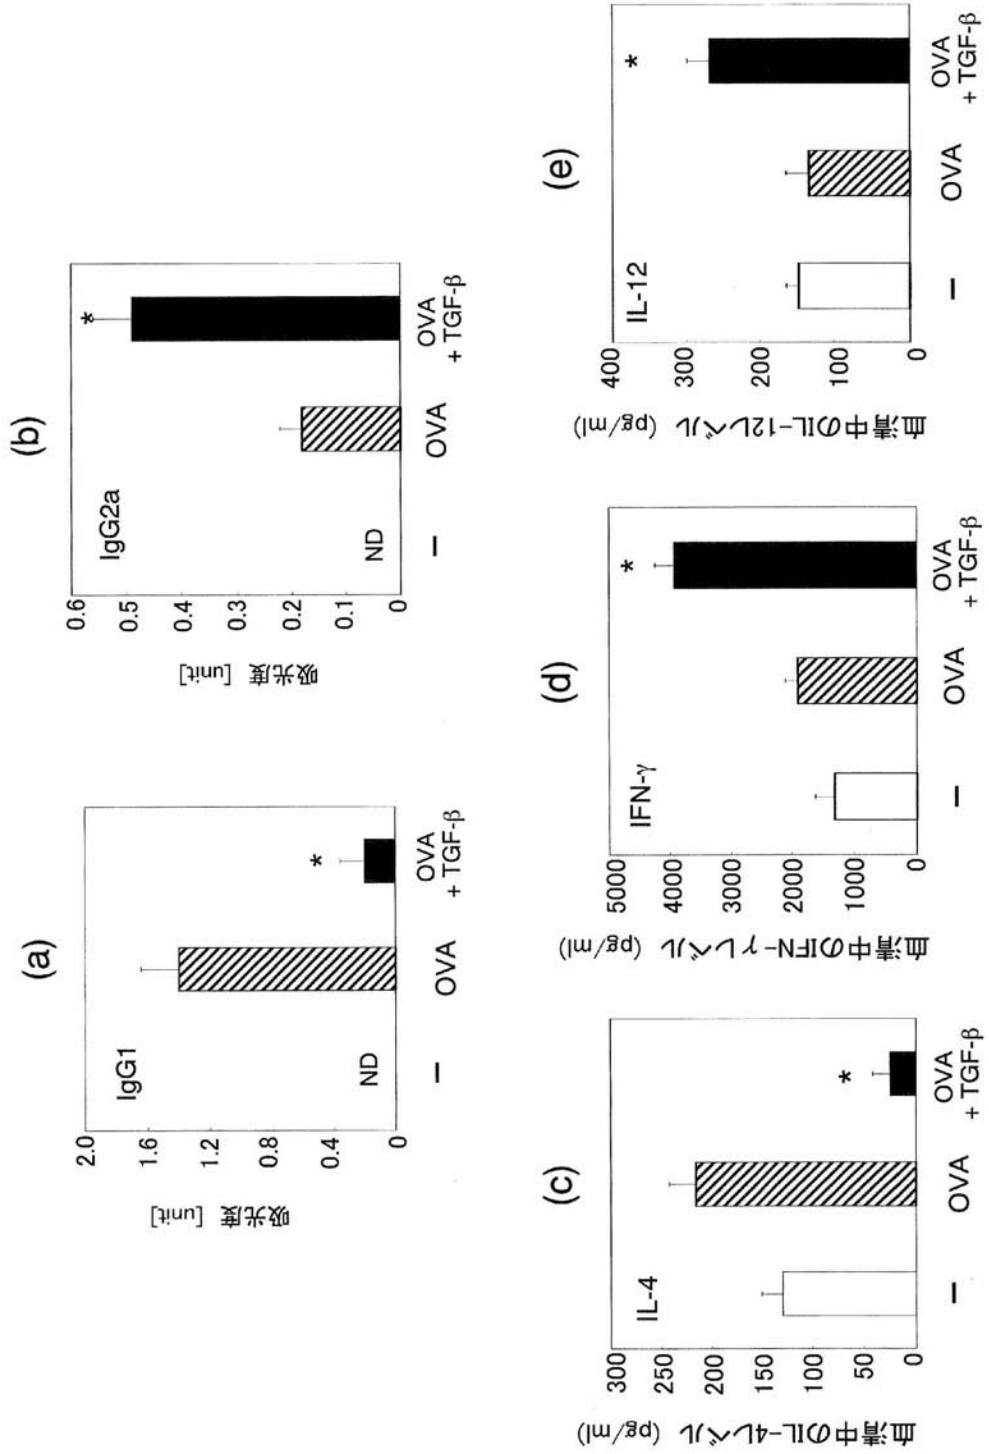 (a)
IgG1
吸光度 [unit]
2.0
1.6
1.2
0.8
0.4
0
ND
*
−
OVA
OVA
+ TGF-β
(b)
IgG2a
吸光度 [unit]
0.6
0.5
0.4
0.3
0.2
0.1
0
ND
*
−
OVA
OVA
+ TGF-β
(c)
IL-4
血清中のIL-4レベル (pg/ml)
300
250
200
150
100
50
0
*
−
OVA
OVA
+ TGF-β
(d)
IFN-γ
血清中のIFN-γレベル (pg/ml)
5000
4000
3000
2000
1000
0
*
−
OVA
OVA
+ TGF-β
(e)
IL-12
血清中のIL-12レベル (pg/ml)
400
300
200
100
0
*
−
OVA
OVA
+ TGF-β